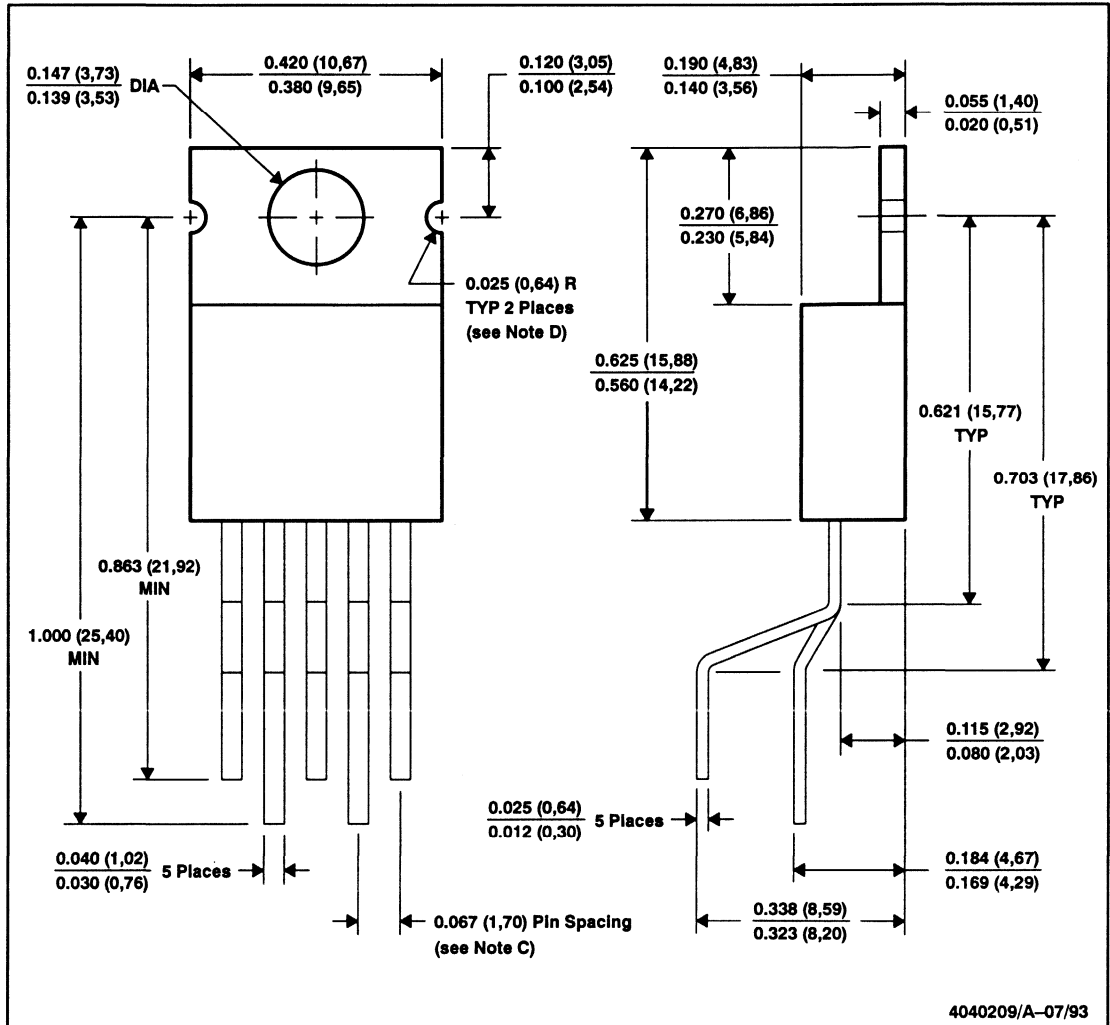 0.147 (3,73)
0.139 (3,53) DIA
0.420 (10,67)
0.380 (9,65)
0.120 (3,05)
0.100 (2,54)
0.190 (4,83)
0.140 (3,56)
0.055 (1,40)
0.020 (0,51)
0.270 (6,86)
0.230 (5,84)
0.025 (0,64) R
TYP 2 Places
(see Note D)
0.625 (15,88)
0.560 (14,22)
0.621 (15,77)
TYP
0.703 (17,86)
TYP
0.863 (21,92)
MIN
1.000 (25,40)
MIN
0.115 (2,92)
0.080 (2,03)
0.025 (0,64)
0.012 (0,30) 5 Places
0.040 (1,02)
0.030 (0,76) 5 Places
0.184 (4,67)
0.169 (4,29)
0.067 (1,70) Pin Spacing
(see Note C)
0.338 (8,59)
0.323 (8,20)
4040209/A–07/93